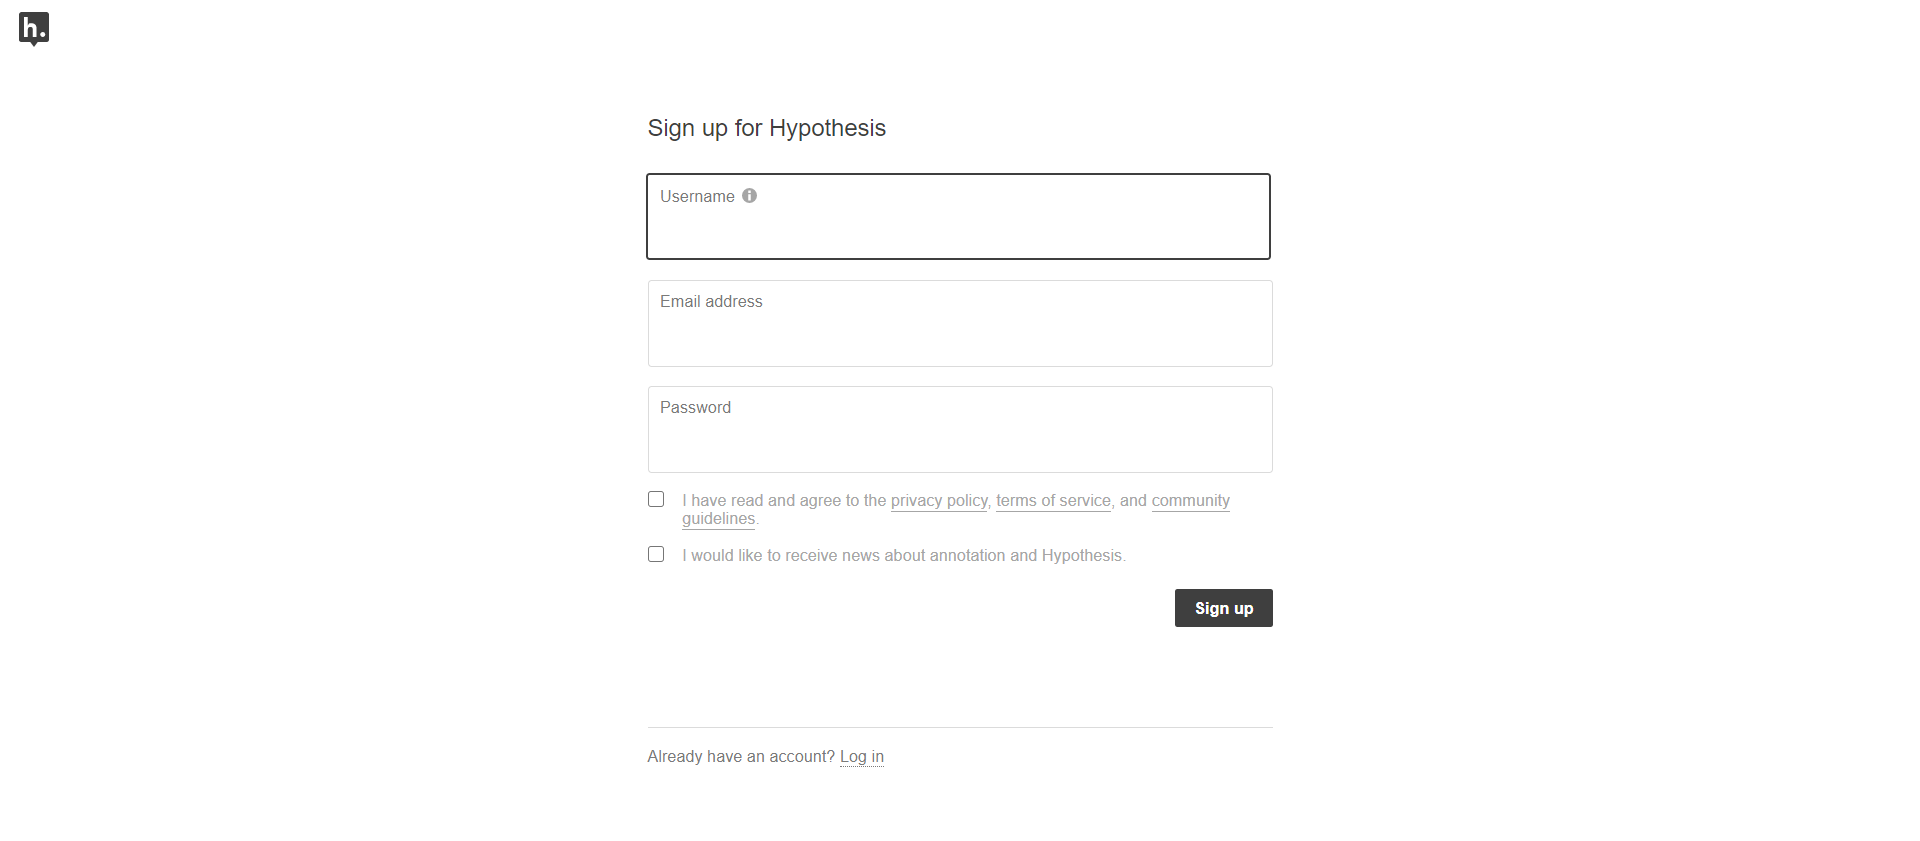 h.
Sign up for Hypothesis
Username
Email address
Password
I have read and agree to the privacy policy, terms of service, and community
guidelines.
I would like to receive news about annotation and Hypothesis.
Sign up
Already have an account? Log in